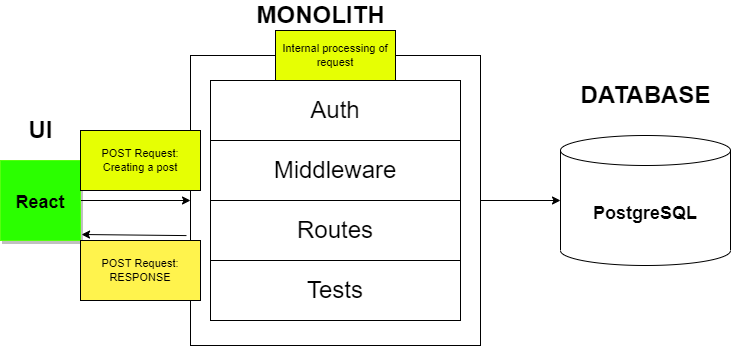 MONOLITH
Internal processing of
request
DATABASE
UI
POST Request:
Creating a post
Auth
Middleware
Routes
Tests
React
PostgreSQL
POST Request:
RESPONSE